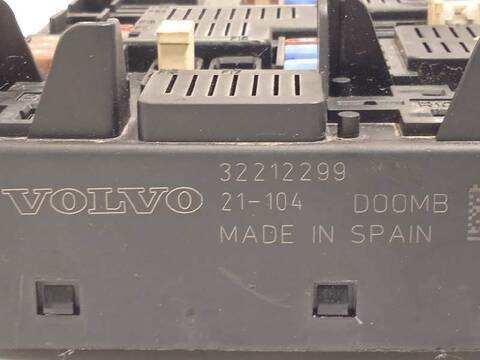 VOLVO
32212299
21-104 DOOMB
MADE IN SPAIN